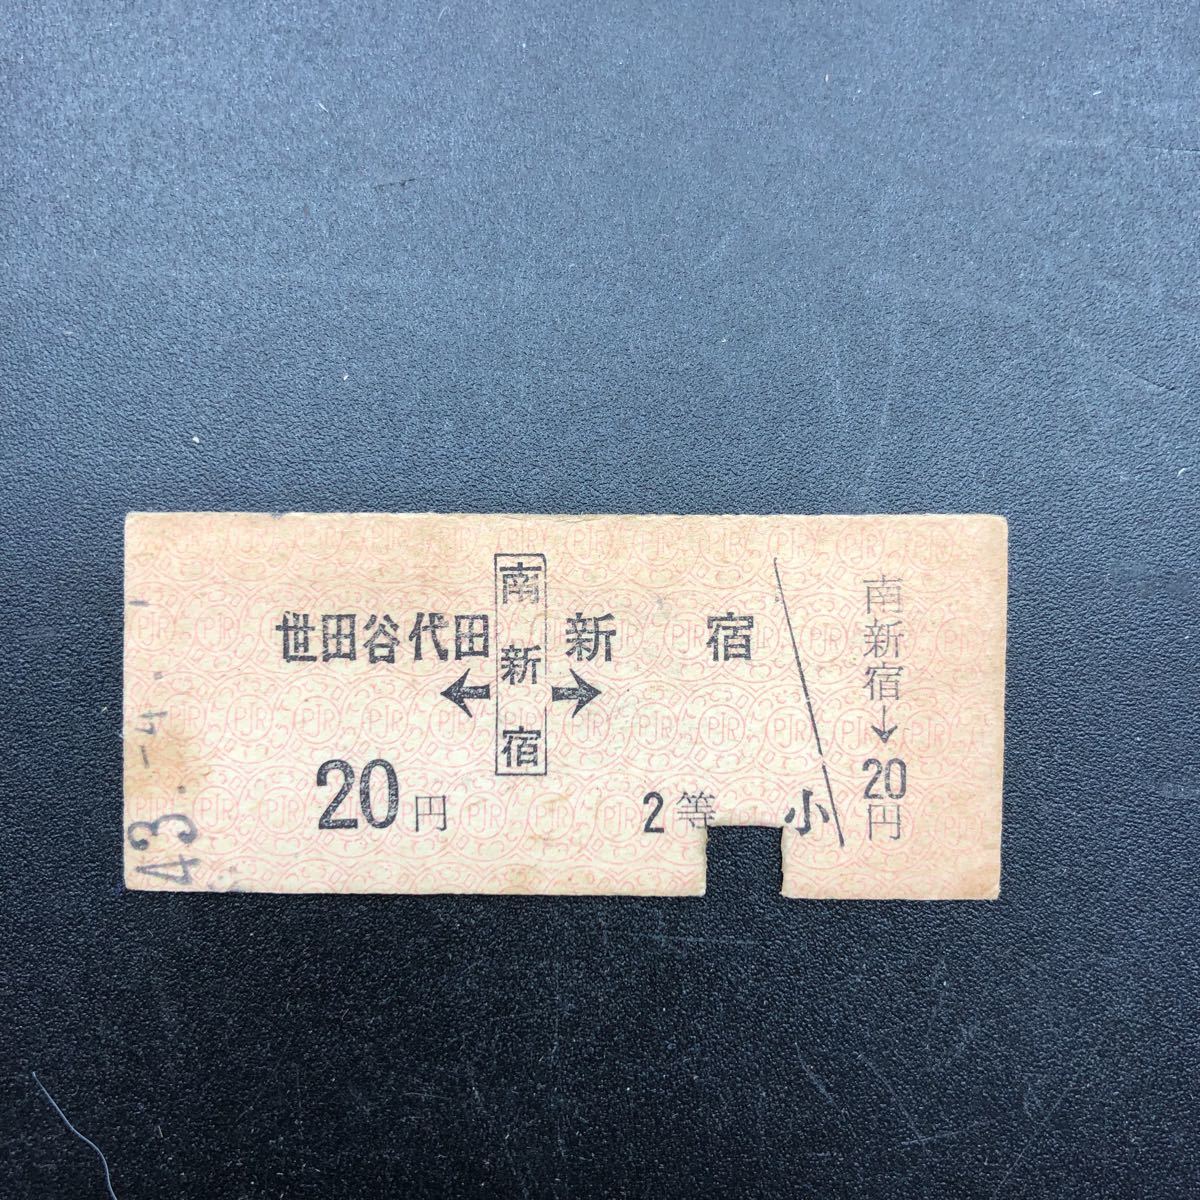 世田谷代田
南新宿
新宿
← →
20円
2等 小
南新宿→20円
43.-4.-1
PJR